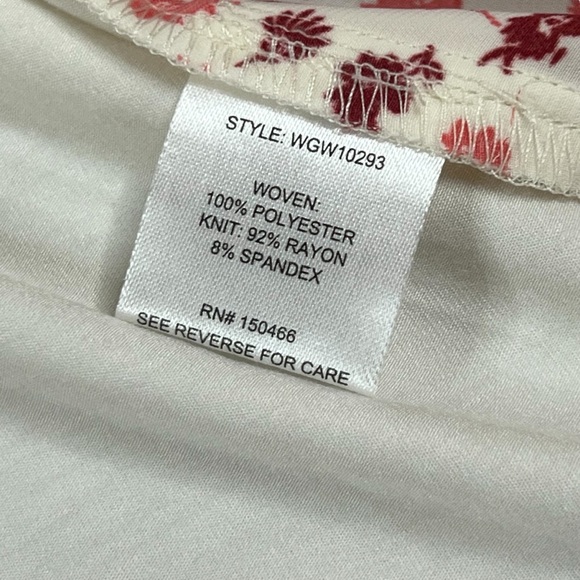 STYLE: WGW10293
WOVEN:
100% POLYESTER
KNIT: 92% RAYON
8% SPANDEX
RN# 150466
SEE REVERSE FOR CARE